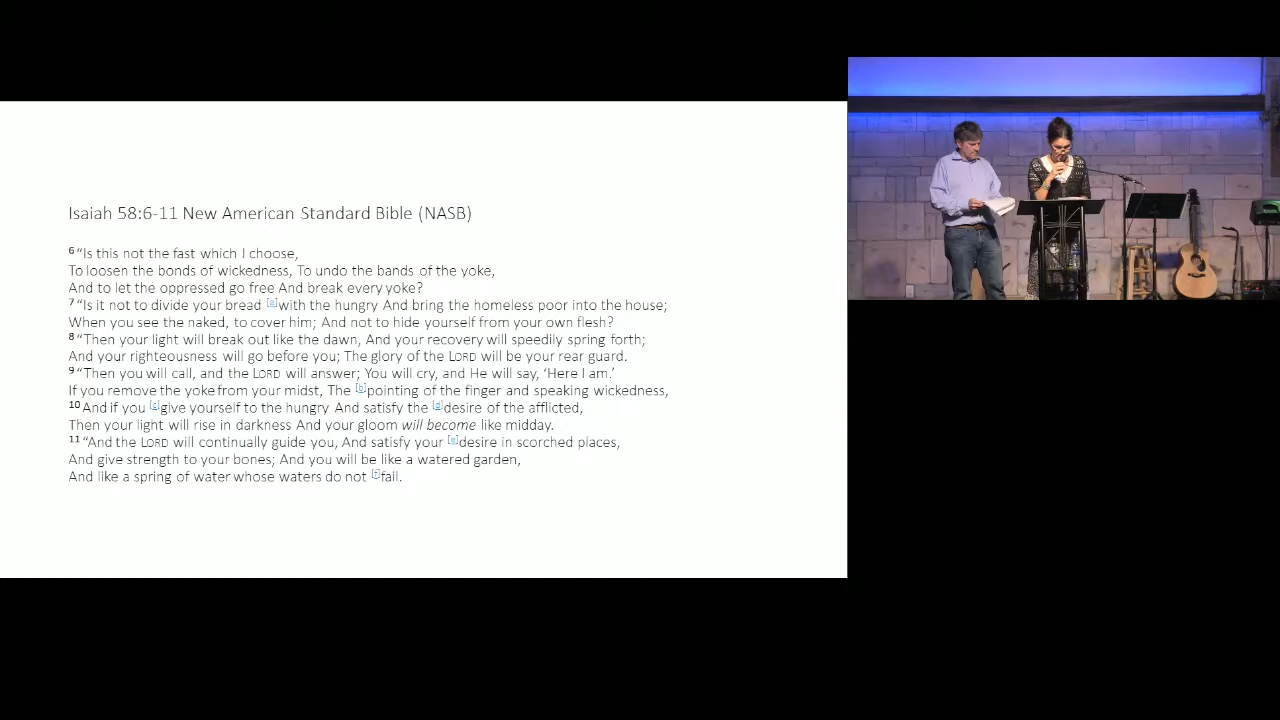 Isaiah 58:6-11 New American Standard Bible (NASB)
6 “Is this not the fast which I choose,
To loosen the bonds of wickedness, To undo the bands of the yoke,
And to let the oppressed go free And break every yoke?
7 “Is it not to divide your bread [a]with the hungry And bring the homeless poor into the house;
When you see the naked, to cover him; And not to hide yourself from your own flesh?
8 “Then your light will break out like the dawn, And your recovery will speedily spring forth;
And your righteousness will go before you; The glory of the LORD will be your rear guard.
9 “Then you will call, and the LORD will answer; You will cry, and He will say, ‘Here I am.’
If you remove the yoke from your midst, The [b]pointing of the finger and speaking wickedness,
10 And if you [c]give yourself to the hungry And satisfy the [d]desire of the afflicted,
Then your light will rise in darkness And your gloom will become like midday.
11 “And the LORD will continually guide you, And satisfy your [e]desire in scorched places,
And give strength to your bones; And you will be like a watered garden,
And like a spring of water whose waters do not [f]fail.